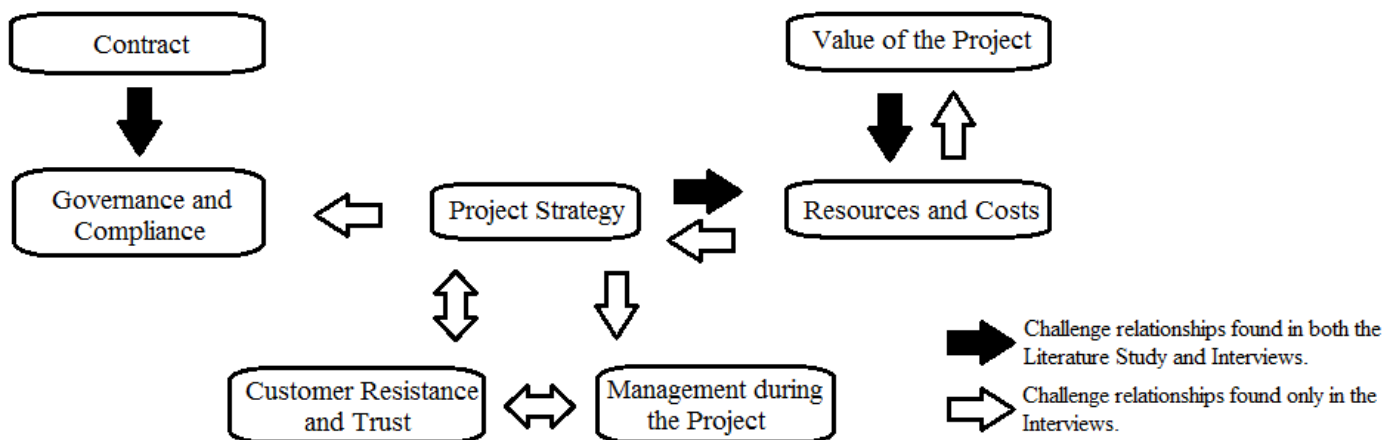 Contract
Value of the Project
Governance and
Compliance
Project Strategy
Resources and Costs
Customer Resistance
and Trust
Management during
the Project
Challenge relationships found in both the
Literature Study and Interviews.
Challenge relationships found only in the
Interviews.